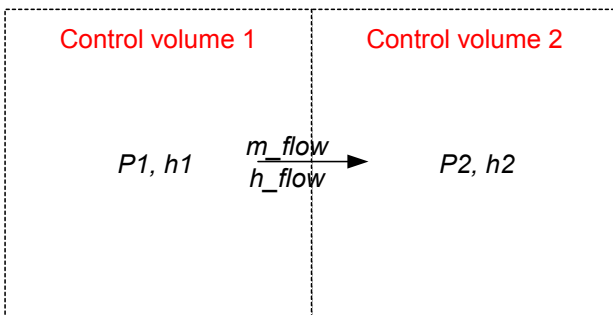 Control volume 1
Control volume 2
m_flow
P1, h1
P2, h2
h_flow